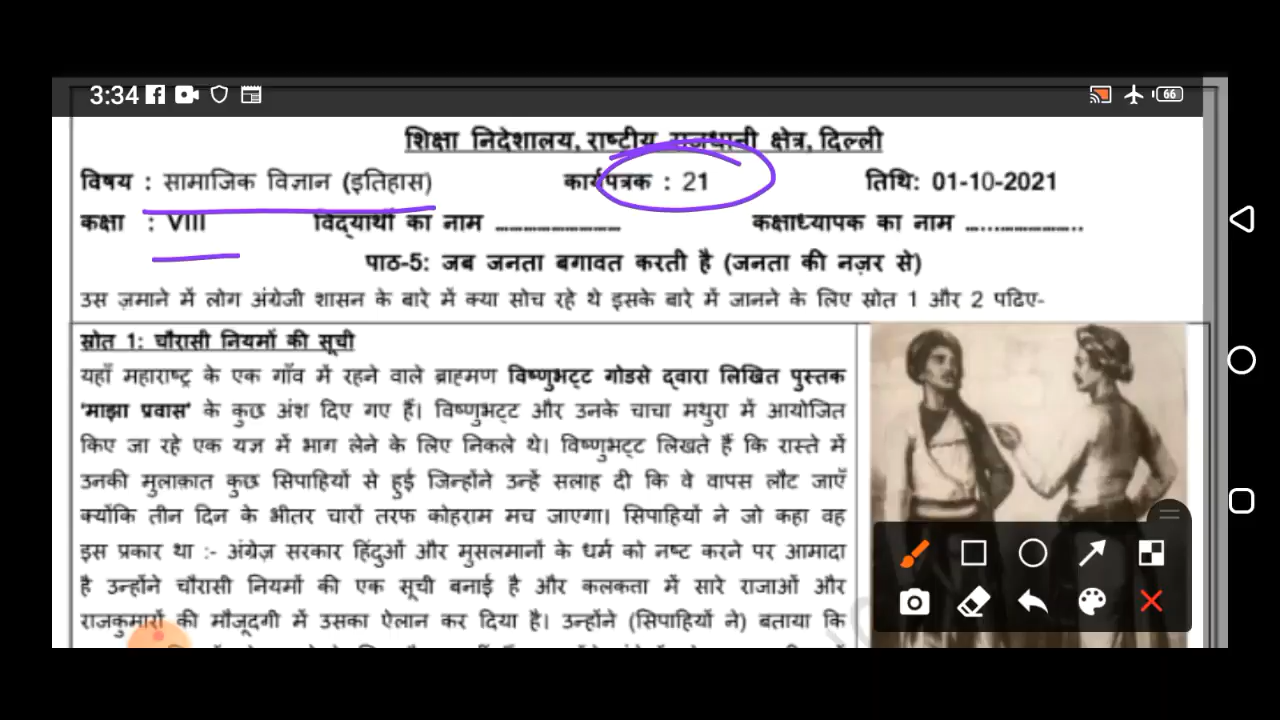 3:34
66
शिक्षा निदेशालय, राष्टीय राजधानी क्षेत्र, दिल्ली
विषय : सामाजिक विज्ञान (इतिहास) कार्यपत्रक : 21 तिथि: 01-10-2021
कक्षा : VIII विद्यार्थी का नाम ........................... कक्षाध्यापक का नाम ........................
पाठ-5: जब जनता बगावत करती है (जनता की नज़र से)
उस ज़माने में लोग अंग्रेजी शासन के बारे में क्या सोच रहे थे इसके बारे में जानने के लिए स्रोत 1 और 2 पढिए-
स्रोत 1: चौरासी नियमों की सूची
यहाँ महाराष्ट्र के एक गाँव में रहने वाले ब्राह्मण विष्णुभट्ट गोडसे द्वारा लिखित पुस्तक
'माझा प्रवास' के कुछ अंश दिए गए हैं। विष्णुभट्ट और उनके चाचा मथुरा में आयोजित
किए जा रहे एक यज्ञ में भाग लेने के लिए निकले थे। विष्णुभट्ट लिखते हैं कि रास्ते में
उनकी मुलाक़ात कुछ सिपाहियों से हुई जिन्होंने उन्हें सलाह दी कि वे वापस लौट जाएँ
क्योंकि तीन दिन के भीतर चारों तरफ कोहराम मच जाएगा। सिपाहियों ने जो कहा वह
इस प्रकार था :- अंग्रेज़ सरकार हिंदुओं और मुसलमानों के धर्म को नष्ट करने पर आमादा
है उन्होंने चौरासी नियमों की एक सूची बनाई है और कलकता में सारे राजाओं और
राजकुमारों की मौजूदगी में उसका ऐलान कर दिया है। उन्होंने (सिपाहियों ने) बताया कि